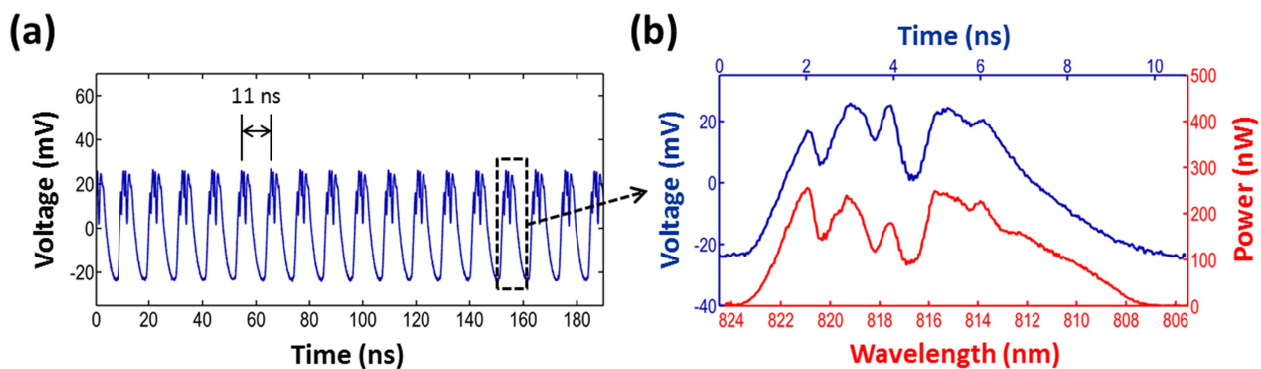 (a)
Voltage (mV)
60
40
20
0
-20
11 ns
0 20 40 60 80 100 120 140 160 180
Time (ns)
(b)
Time (ns)
0 2 4 6 8 10
Voltage (mV)
20
0
-20
-40
500
400
300
200
100
0
Power (nW)
824 822 820 818 816 814 812 810 808 806
Wavelength (nm)